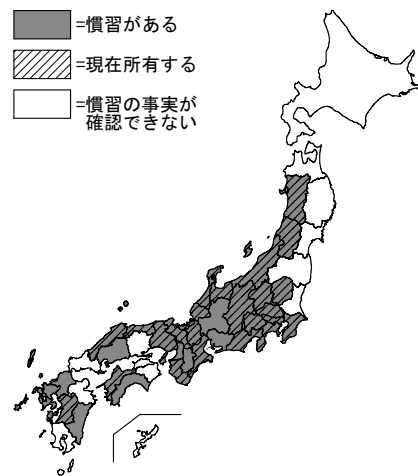 =慣習がある
=現在所有する
=慣習の事実が
確認できない